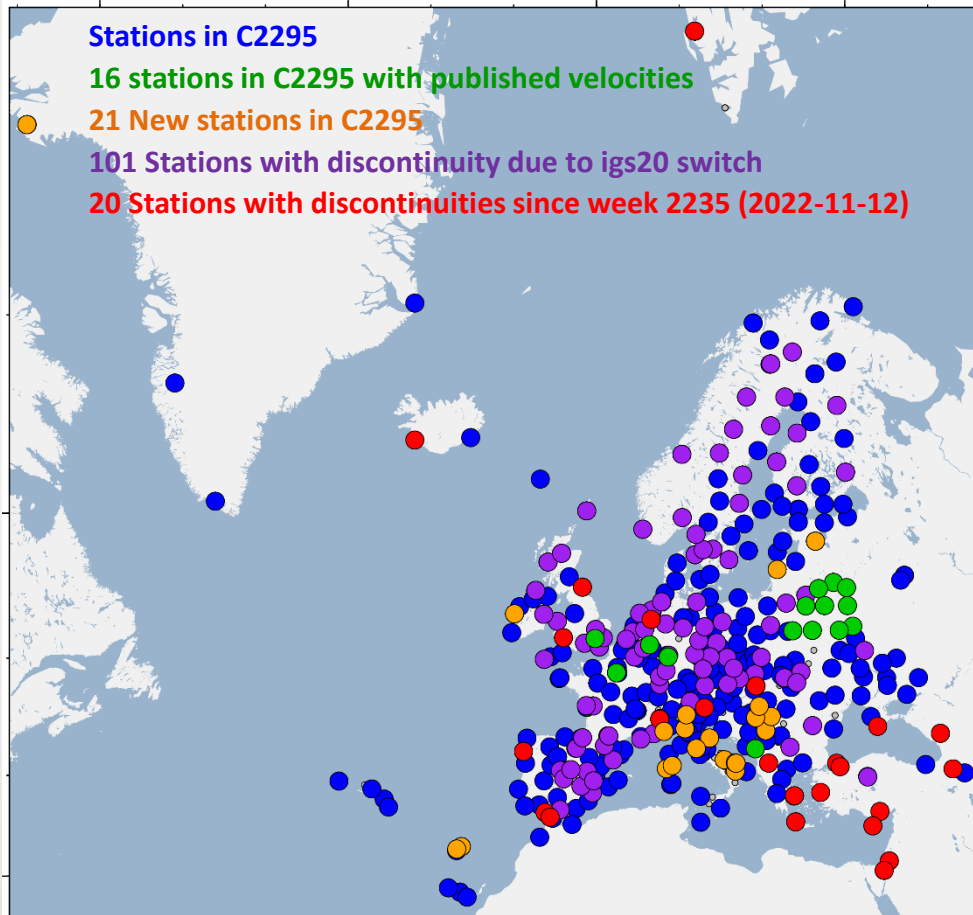 Stations in C2295
16 stations in C2295 with published velocities
21 New stations in C2295
101 Stations with discontinuity due to igs20 switch
20 Stations with discontinuities since week 2235 (2022-11-12)